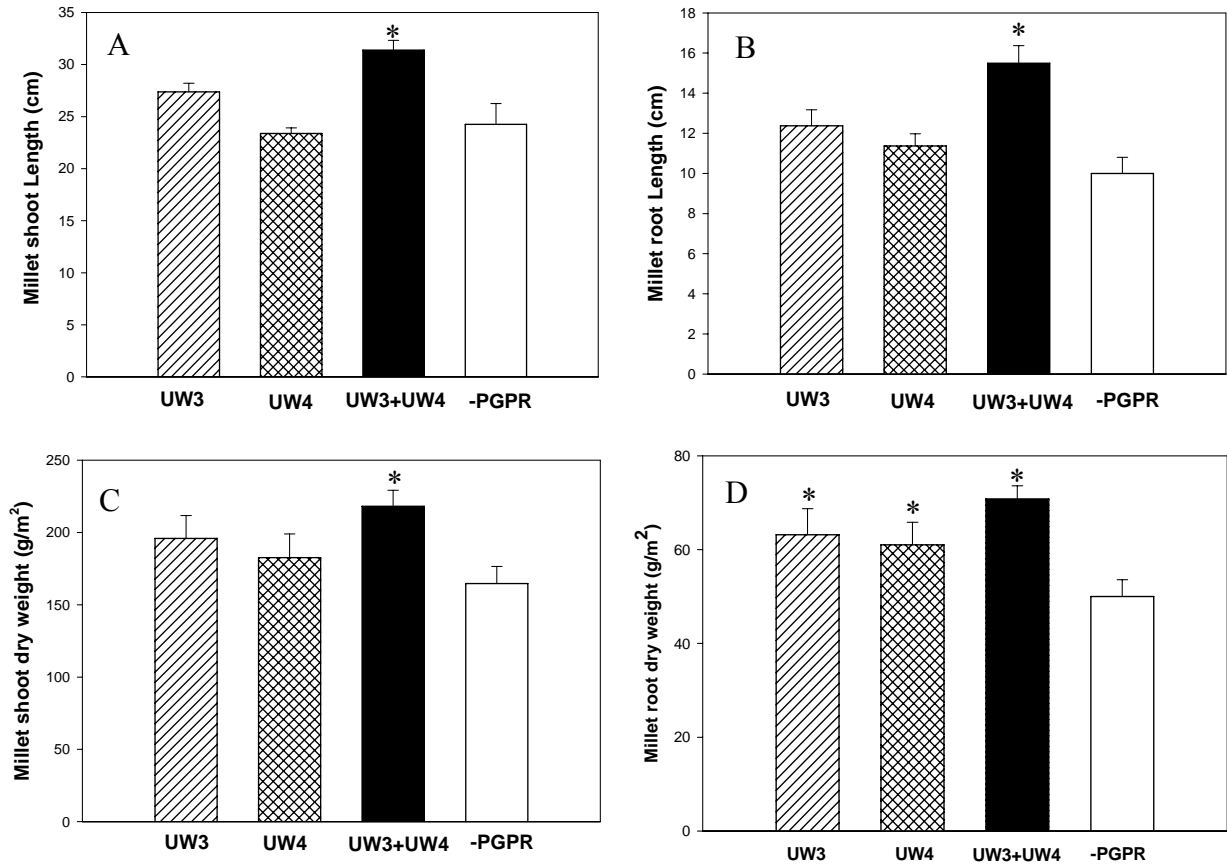 A
Millet shoot Length (cm)
35
30
25
20
15
10
5
0
*
UW3 UW4 UW3+UW4 -PGPR
B
Millet root Length (cm)
18
16
14
12
10
8
6
4
2
0
*
UW3 UW4 UW3+UW4 -PGPR
C
Millet shoot dry weight (g/m²)
250
200
150
100
50
0
*
UW3 UW4 UW3+UW4 -PGPR
D
Millet root dry weight (g/m²)
80
60
40
20
0
* * *
UW3 UW4 UW3+UW4 -PGPR